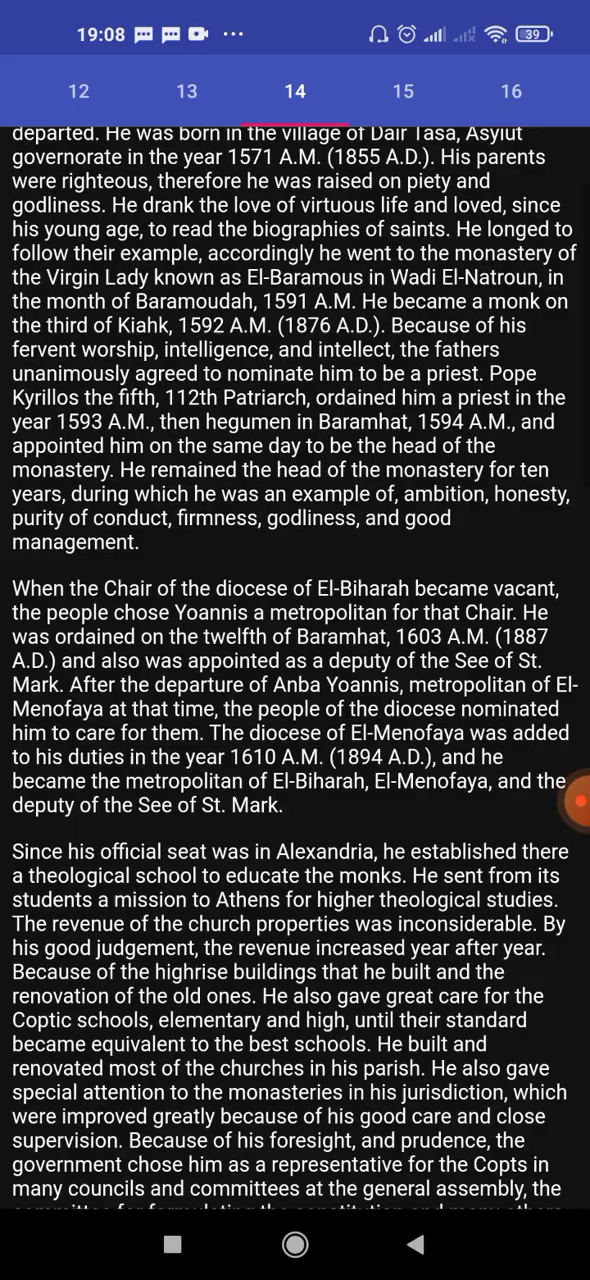 19:08
39
12 13 14 15 16
departed. He was born in the village of Dair Tasa, Asyiut
governorate in the year 1571 A.M. (1855 A.D.). His parents
were righteous, therefore he was raised on piety and
godliness. He drank the love of virtuous life and loved, since
his young age, to read the biographies of saints. He longed to
follow their example, accordingly he went to the monastery of
the Virgin Lady known as El-Baramous in Wadi El-Natroun, in
the month of Baramoudah, 1591 A.M. He became a monk on
the third of Kiahk, 1592 A.M. (1876 A.D.). Because of his
fervent worship, intelligence, and intellect, the fathers
unanimously agreed to nominate him to be a priest. Pope
Kyrillos the fifth, 112th Patriarch, ordained him a priest in the
year 1593 A.M., then hegumen in Baramhat, 1594 A.M., and
appointed him on the same day to be the head of the
monastery. He remained the head of the monastery for ten
years, during which he was an example of, ambition, honesty,
purity of conduct, firmness, godliness, and good
management.
When the Chair of the diocese of El-Biharah became vacant,
the people chose Yoannis a metropolitan for that Chair. He
was ordained on the twelfth of Baramhat, 1603 A.M. (1887
A.D.) and also was appointed as a deputy of the See of St.
Mark. After the departure of Anba Yoannis, metropolitan of El-
Menofaya at that time, the people of the diocese nominated
him to care for them. The diocese of El-Menofaya was added
to his duties in the year 1610 A.M. (1894 A.D.), and he
became the metropolitan of El-Biharah, El-Menofaya, and the
deputy of the See of St. Mark.
Since his official seat was in Alexandria, he established there
a theological school to educate the monks. He sent from its
students a mission to Athens for higher theological studies.
The revenue of the church properties was inconsiderable. By
his good judgement, the revenue increased year after year.
Because of the highrise buildings that he built and the
renovation of the old ones. He also gave great care for the
Coptic schools, elementary and high, until their standard
became equivalent to the best schools. He built and
renovated most of the churches in his parish. He also gave
special attention to the monasteries in his jurisdiction, which
were improved greatly because of his good care and close
supervision. Because of his foresight, and prudence, the
government chose him as a representative for the Copts in
many councils and committees at the general assembly, the